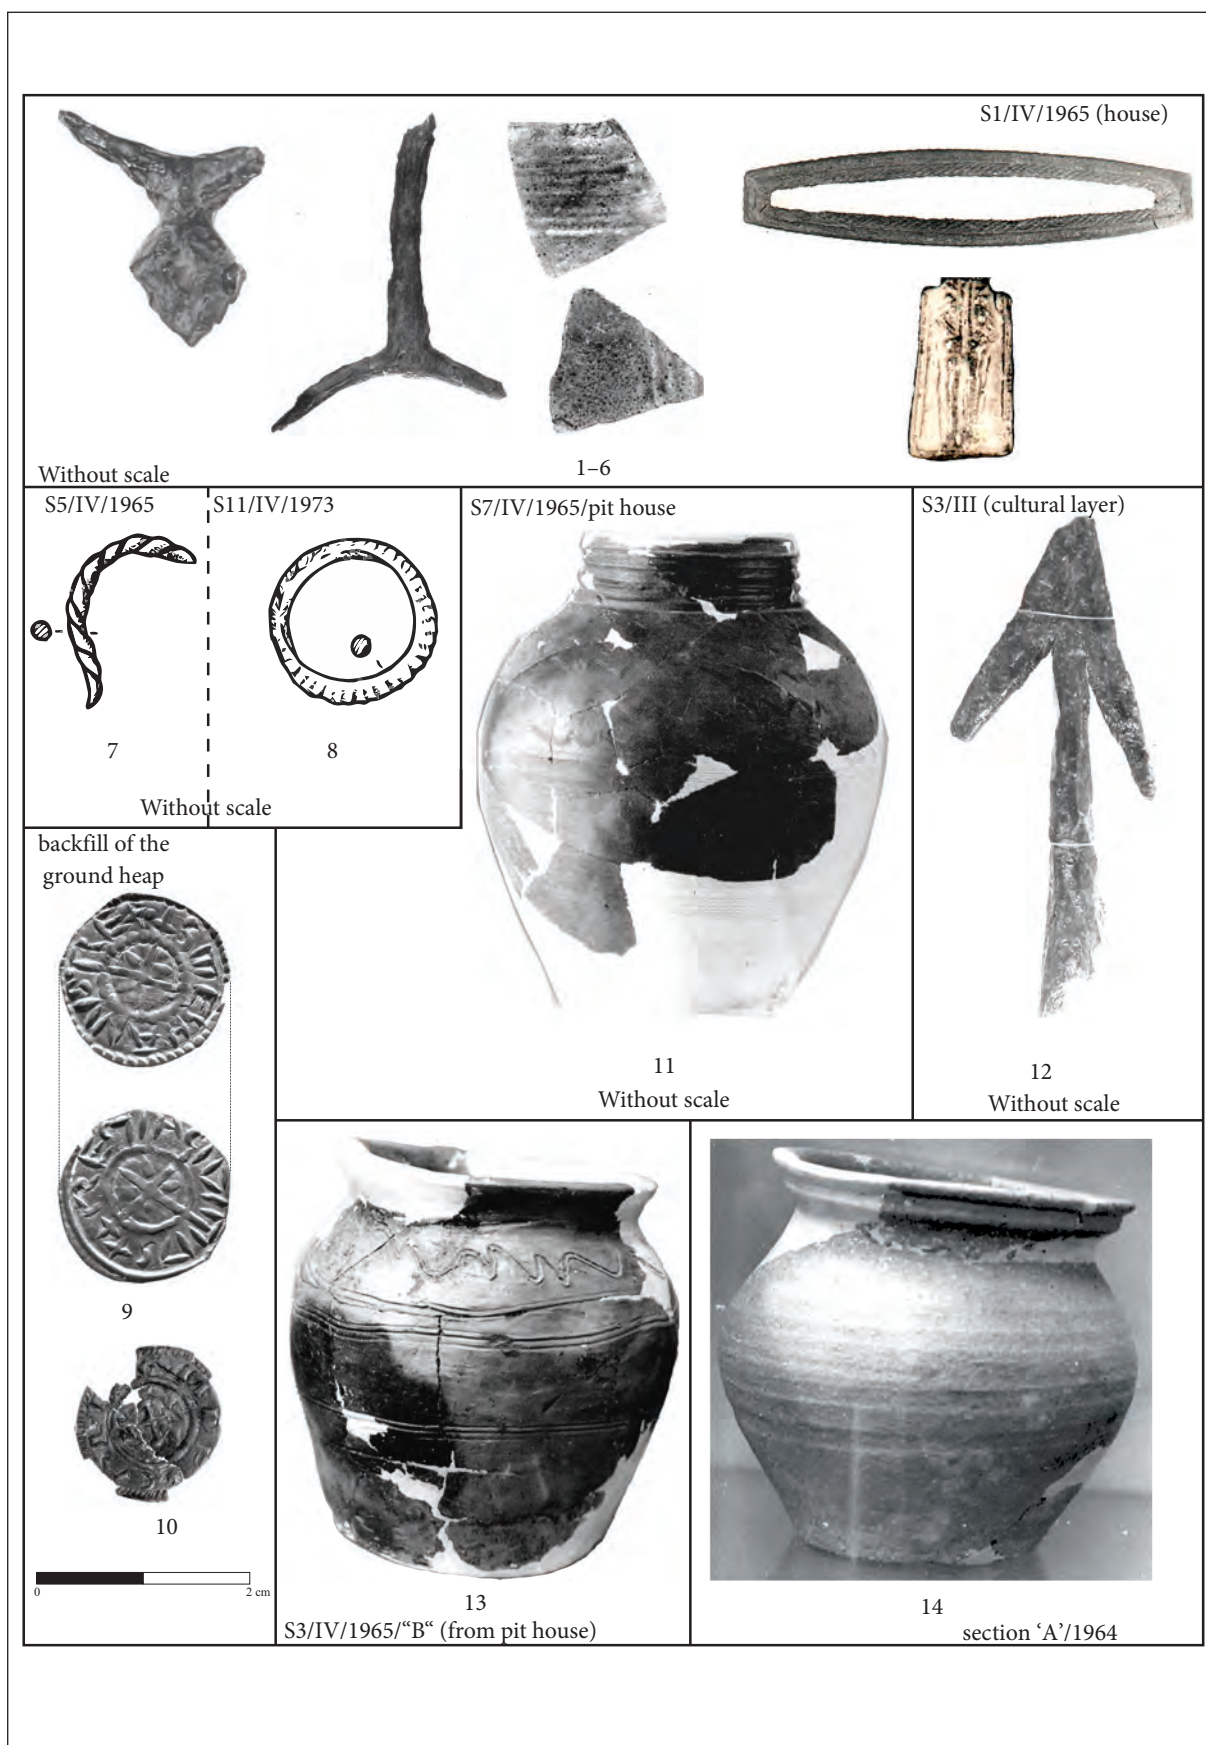 S1/IV/1965 (house)
Without scale
1–6
S5/IV/1965
S11/IV/1973
7
8
Without scale
S7/IV/1965/pit house
11
Without scale
S3/III (cultural layer)
12
Without scale
backfill of the
ground heap
9
10
0
2 cm
13
S3/IV/1965/“B“ (from pit house)
14
section ‘A’/1964